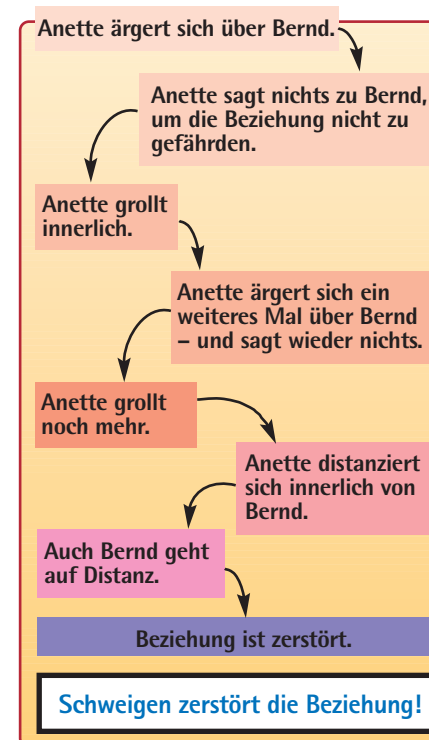 Anette ärgert sich über Bernd.
Anette sagt nichts zu Bernd,
um die Beziehung nicht zu
gefährden.
Anette grollt
innerlich.
Anette ärgert sich ein
weiteres Mal über Bernd
– und sagt wieder nichts.
Anette grollt
noch mehr.
Anette distanziert
sich innerlich von
Bernd.
Auch Bernd geht
auf Distanz.
Beziehung ist zerstört.
Schweigen zerstört die Beziehung!